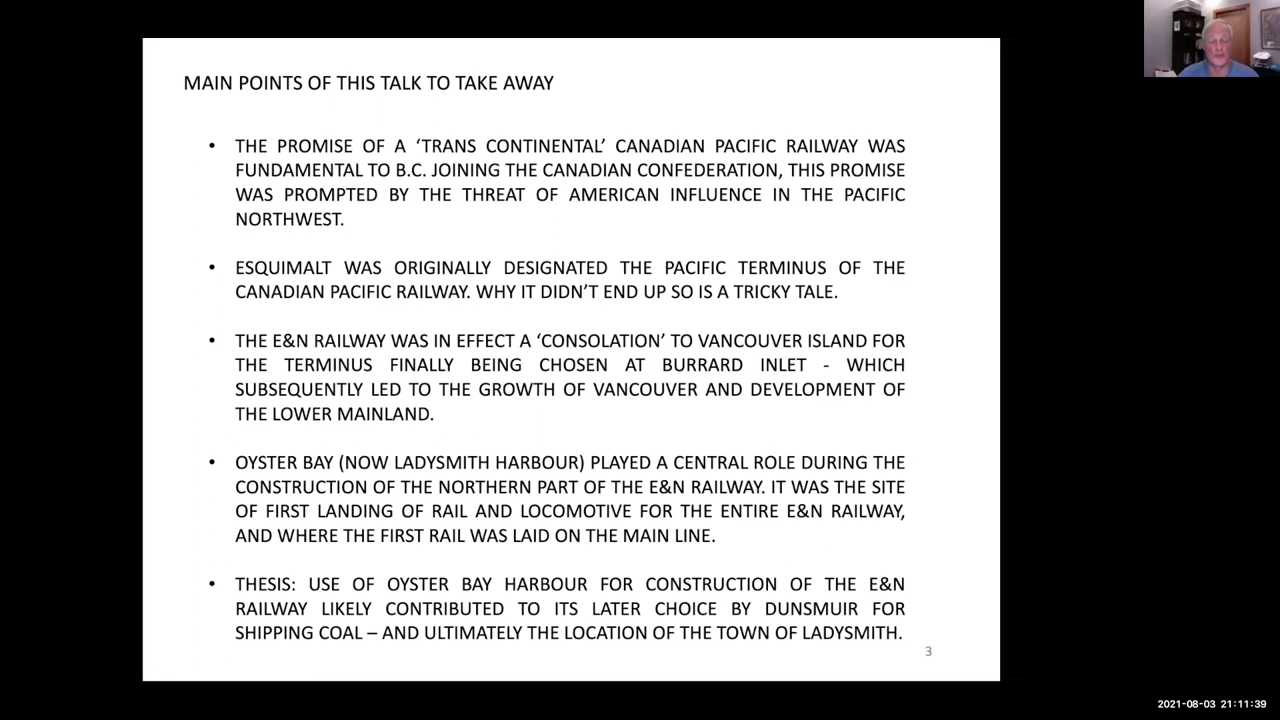 MAIN POINTS OF THIS TALK TO TAKE AWAY
• THE PROMISE OF A ‘TRANS CONTINENTAL’ CANADIAN PACIFIC RAILWAY WAS
FUNDAMENTAL TO B.C. JOINING THE CANADIAN CONFEDERATION, THIS PROMISE
WAS PROMPTED BY THE THREAT OF AMERICAN INFLUENCE IN THE PACIFIC
NORTHWEST.
• ESQUIMALT WAS ORIGINALLY DESIGNATED THE PACIFIC TERMINUS OF THE
CANADIAN PACIFIC RAILWAY. WHY IT DIDN’T END UP SO IS A TRICKY TALE.
• THE E&N RAILWAY WAS IN EFFECT A ‘CONSOLATION’ TO VANCOUVER ISLAND FOR
THE TERMINUS FINALLY BEING CHOSEN AT BURRARD INLET - WHICH
SUBSEQUENTLY LED TO THE GROWTH OF VANCOUVER AND DEVELOPMENT OF
THE LOWER MAINLAND.
• OYSTER BAY (NOW LADYSMITH HARBOUR) PLAYED A CENTRAL ROLE DURING THE
CONSTRUCTION OF THE NORTHERN PART OF THE E&N RAILWAY. IT WAS THE SITE
OF FIRST LANDING OF RAIL AND LOCOMOTIVE FOR THE ENTIRE E&N RAILWAY,
AND WHERE THE FIRST RAIL WAS LAID ON THE MAIN LINE.
• THESIS: USE OF OYSTER BAY HARBOUR FOR CONSTRUCTION OF THE E&N
RAILWAY LIKELY CONTRIBUTED TO ITS LATER CHOICE BY DUNSMUIR FOR
SHIPPING COAL – AND ULTIMATELY THE LOCATION OF THE TOWN OF LADYSMITH.
3
2021-08-03 21:11:39